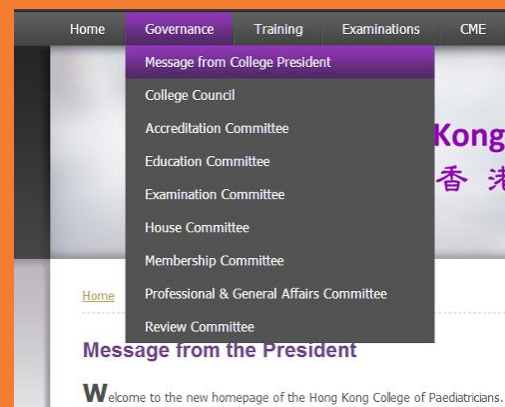 Home Governance Training Examinations CME
Message from College President
College Council
Accreditation Committee
Education Committee
Examination Committee
House Committee
Membership Committee
Professional & General Affairs Committee
Review Committee
Kong
香 港
Home
Message from the President
Welcome to the new homepage of the Hong Kong College of Paediatricians.